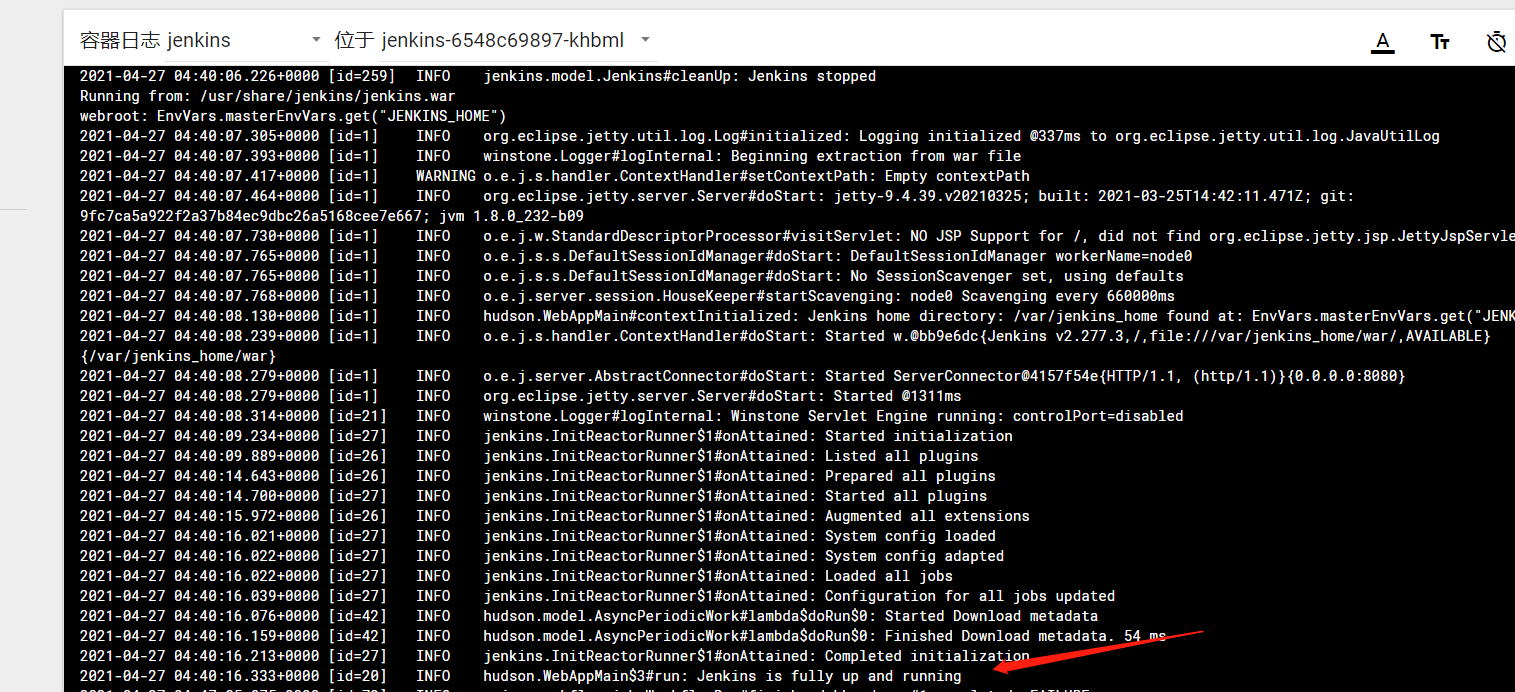 容器日志 jenkins 位于 jenkins-6548c69897-khbml
2021-04-27 04:40:06.226+0000 [id=259] INFO jenkins.model.Jenkins#cleanUp: Jenkins stopped
Running from: /usr/share/jenkins/jenkins.war
webroot: EnvVars.masterEnvVars.get("JENKINS_HOME")
2021-04-27 04:40:07.305+0000 [id=1] INFO org.eclipse.jetty.util.log.Log#initialized: Logging initialized @337ms to org.eclipse.jetty.util.log.JavaUtilLog
2021-04-27 04:40:07.393+0000 [id=1] INFO winstone.Logger#logInternal: Beginning extraction from war file
2021-04-27 04:40:07.417+0000 [id=1] WARNING o.e.j.s.handler.ContextHandler#setContextPath: Empty contextPath
2021-04-27 04:40:07.464+0000 [id=1] INFO org.eclipse.jetty.server.Server#doStart: jetty-9.4.39.v20210325; built: 2021-03-25T14:42:11.471Z; git:
9fc7ca5a922f2a37b84ec9dbc26a5168cee7e667; jvm 1.8.0_232-b09
2021-04-27 04:40:07.730+0000 [id=1] INFO o.e.j.w.StandardDescriptorProcessor#visitServlet: NO JSP Support for /, did not find org.eclipse.jetty.jsp.JettyJspServle
2021-04-27 04:40:07.765+0000 [id=1] INFO o.e.j.s.s.DefaultSessionIdManager#doStart: DefaultSessionIdManager workerName=node0
2021-04-27 04:40:07.765+0000 [id=1] INFO o.e.j.s.s.DefaultSessionIdManager#doStart: No SessionScavenger set, using defaults
2021-04-27 04:40:07.768+0000 [id=1] INFO o.e.j.server.session.HouseKeeper#startScavenging: node0 Scavenging every 660000ms
2021-04-27 04:40:08.130+0000 [id=1] INFO hudson.WebAppMain#contextInitialized: Jenkins home directory: /var/jenkins_home found at: EnvVars.masterEnvVars.get("JENK
2021-04-27 04:40:08.239+0000 [id=1] INFO o.e.j.s.handler.ContextHandler#doStart: Started w.@bb9e6dc{Jenkins v2.277.3,/,file:///var/jenkins_home/war/,AVAILABLE}
{/var/jenkins_home/war}
2021-04-27 04:40:08.279+0000 [id=1] INFO o.e.j.server.AbstractConnector#doStart: Started ServerConnector@4157f54e{HTTP/1.1, (http/1.1)}{0.0.0.0:8080}
2021-04-27 04:40:08.279+0000 [id=1] INFO org.eclipse.jetty.server.Server#doStart: Started @1311ms
2021-04-27 04:40:08.314+0000 [id=21] INFO winstone.Logger#logInternal: Winstone Servlet Engine running: controlPort=disabled
2021-04-27 04:40:09.234+0000 [id=27] INFO jenkins.InitReactorRunner$1#onAttained: Started initialization
2021-04-27 04:40:09.889+0000 [id=26] INFO jenkins.InitReactorRunner$1#onAttained: Listed all plugins
2021-04-27 04:40:14.643+0000 [id=26] INFO jenkins.InitReactorRunner$1#onAttained: Prepared all plugins
2021-04-27 04:40:14.700+0000 [id=27] INFO jenkins.InitReactorRunner$1#onAttained: Started all plugins
2021-04-27 04:40:15.972+0000 [id=26] INFO jenkins.InitReactorRunner$1#onAttained: Augmented all extensions
2021-04-27 04:40:16.021+0000 [id=27] INFO jenkins.InitReactorRunner$1#onAttained: System config loaded
2021-04-27 04:40:16.022+0000 [id=27] INFO jenkins.InitReactorRunner$1#onAttained: System config adapted
2021-04-27 04:40:16.022+0000 [id=27] INFO jenkins.InitReactorRunner$1#onAttained: Loaded all jobs
2021-04-27 04:40:16.039+0000 [id=27] INFO jenkins.InitReactorRunner$1#onAttained: Configuration for all jobs updated
2021-04-27 04:40:16.076+0000 [id=42] INFO hudson.model.AsyncPeriodicWork#lambda$doRun$0: Started Download metadata
2021-04-27 04:40:16.159+0000 [id=42] INFO hudson.model.AsyncPeriodicWork#lambda$doRun$0: Finished Download metadata. 54 ms
2021-04-27 04:40:16.213+0000 [id=27] INFO jenkins.InitReactorRunner$1#onAttained: Completed initialization
2021-04-27 04:40:16.333+0000 [id=20] INFO hudson.WebAppMain$3#run: Jenkins is fully up and running